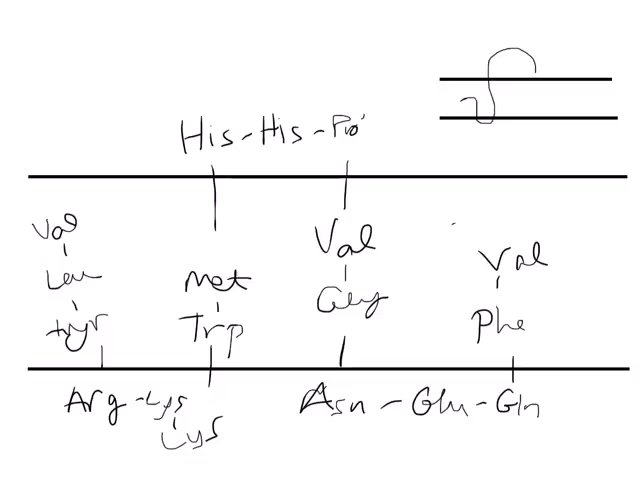 His-His-Pro
Val
Leu
tyr
Met
Trp
Val
Gly
Val
Phe
Arg-Lys
Lys
Asn-Glu-Gln